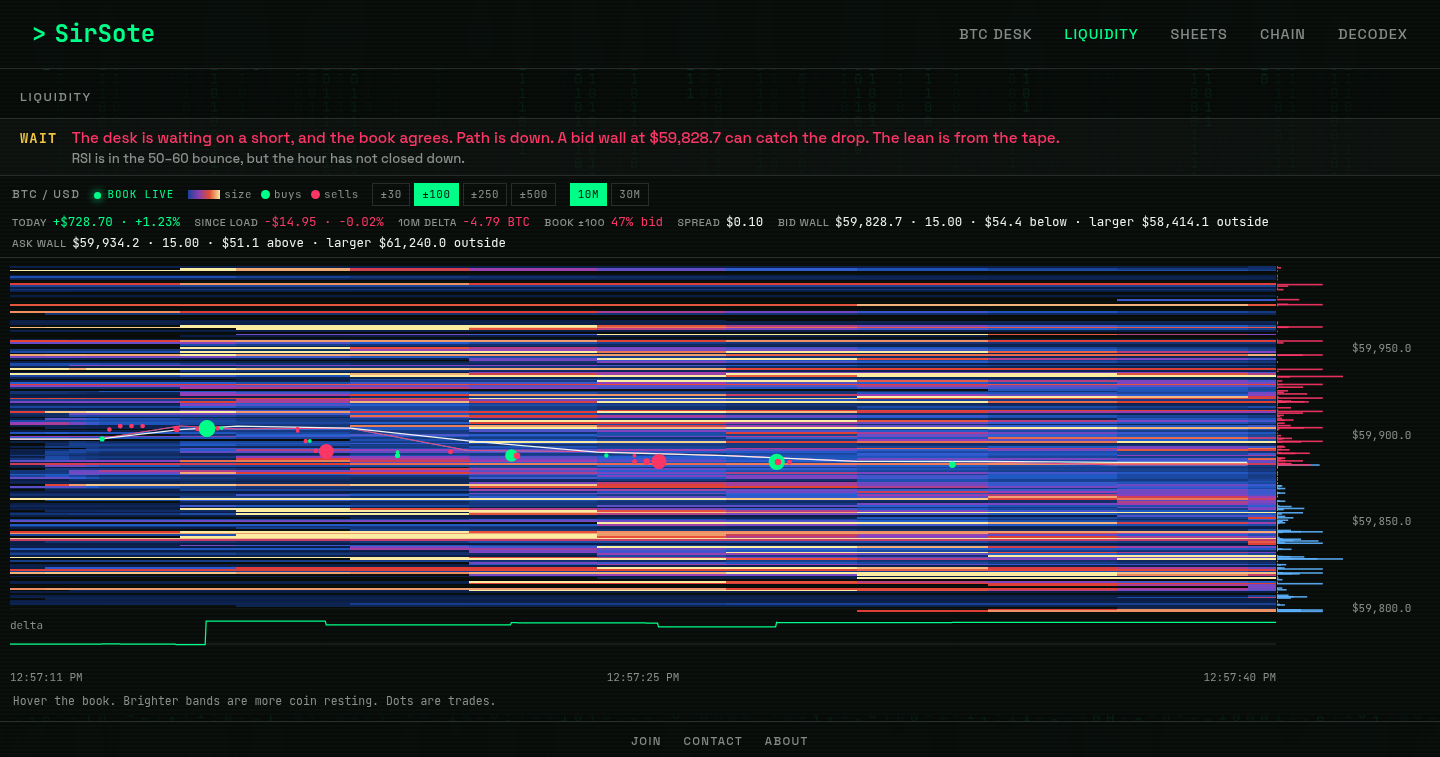 > SirSote
BTC DESK LIQUIDITY SHEETS CHAIN DECODEX
LIQUIDITY
WAIT The desk is waiting on a short, and the book agrees. Path is down. A bid wall at $59,828.7 can catch the drop. The lean is from the tape.
RSI is in the 50–60 bounce, but the hour has not closed down.
BTC / USD BOOK LIVE size buys sells ±30 ±100 ±250 ±500 10M 30M
TODAY +$728.70 · +1.23% SINCE LOAD -$14.95 · -0.02% 10M DELTA -4.79 BTC BOOK ±100 47% bid SPREAD $0.10 BID WALL $59,828.7 · 15.00 · $54.4 below · larger $58,414.1 outside
ASK WALL $59,934.2 · 15.00 · $51.1 above · larger $61,240.0 outside
$59,950.0
$59,900.0
$59,850.0
$59,800.0
delta
12:57:11 PM 12:57:25 PM 12:57:40 PM
Hover the book. Brighter bands are more coin resting. Dots are trades.
JOIN CONTACT ABOUT